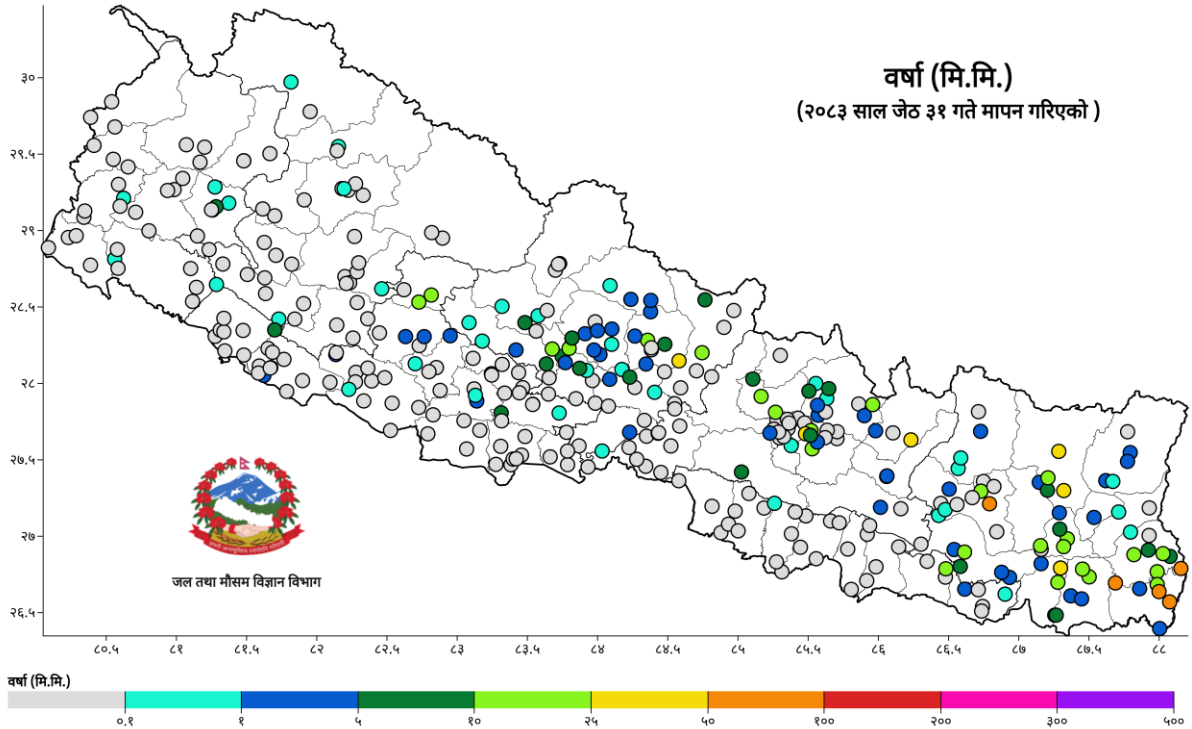 वर्षा (मि.मि.)
(२०८३ साल जेठ ३१ गते मापन गरिएको )
३०
२९.५
२९
२८.५
२८
२७.५
२७
२६.५
जल तथा मौसम विज्ञान विभाग
८०.५ ८१ ८१.५ ८२ ८२.५ ८३ ८३.५ ८४ ८४.५ ८५ ८५.५ ८६ ८६.५ ८७ ८७.५ ८८
वर्षा (मि.मि.)
०.१ १ ५ १० २५ ५० १०० २०० ३०० ५००